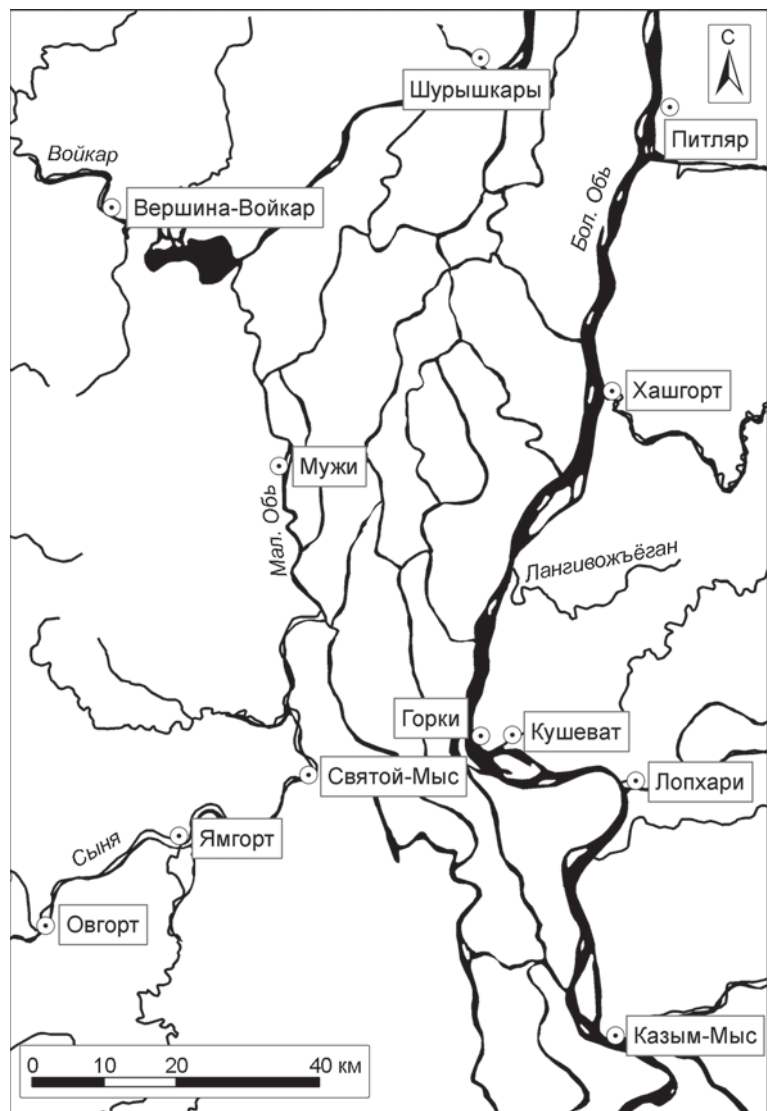 С
Шурышкары
Питляр
Войкар
Вершина-Войкар
Бол. Обь
Хашгорт
Мужи
Мал. Обь
Лангивожъёган
Горки
Кушеват
Святой-Мыс
Лопхари
Сыня
Ямгорт
Овгорт
Казым-Мыс
0 10 20 40 км